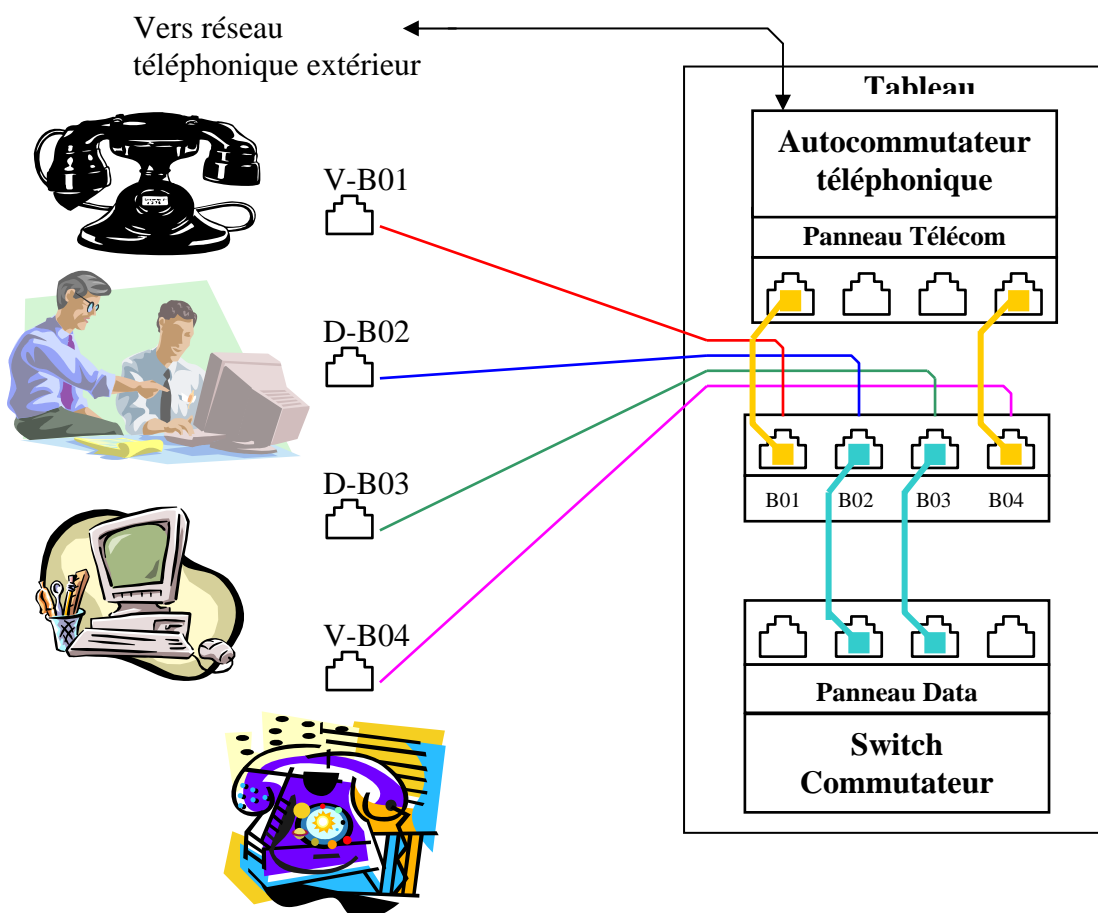 Vers réseau
téléphonique extérieur
Tableau
Autocommutateur
téléphonique
Panneau Télécom
V-B01
D-B02
D-B03
V-B04
B01 B02 B03 B04
Panneau Data
Switch
Commutateur